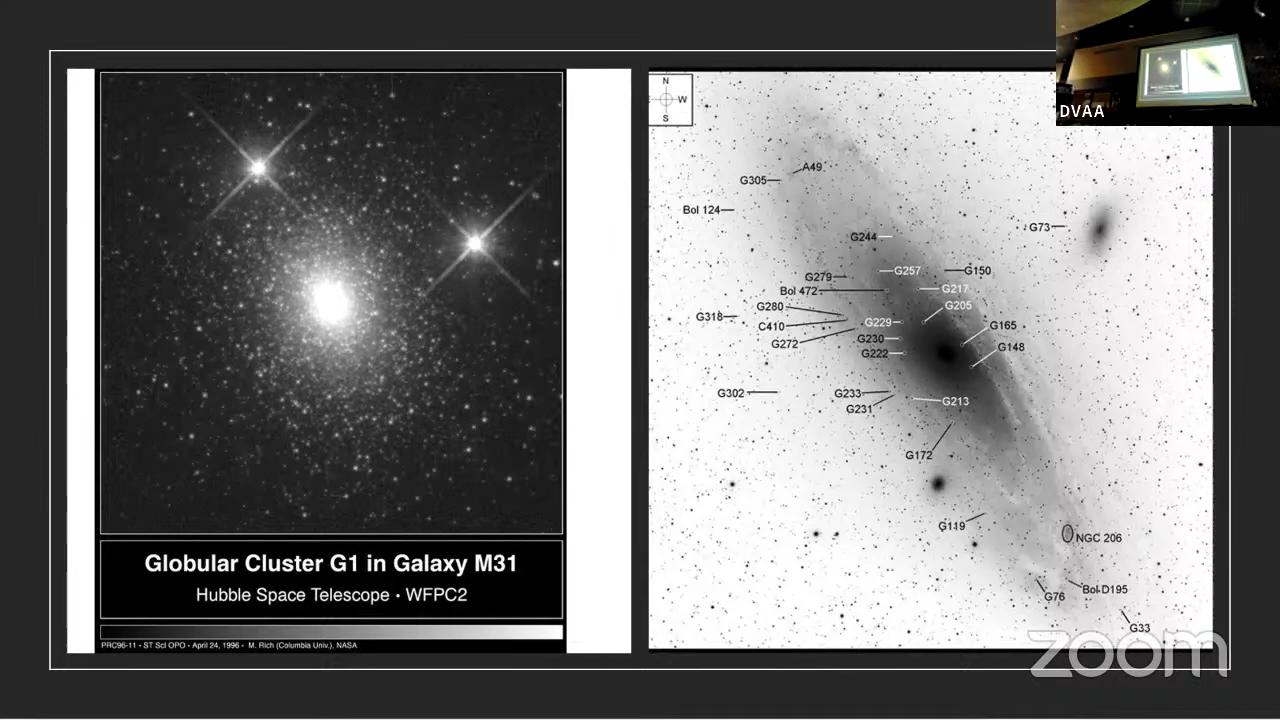 Globular Cluster G1 in Galaxy M31
Hubble Space Telescope • WFPC2
PRC96-11 • ST ScI OPO • April 24, 1996 • M. Rich (Columbia Univ.), NASA
N
W
S
A49
G305
Bol 124
G73
G244
G257
G150
G279
Bol 472
G217
G280
G205
G318
C410
G229
G165
G272
G230
G148
G222
G302
G233
G213
G231
G172
G119
NGC 206
Bol D195
G76
G33
DVAA
zoom